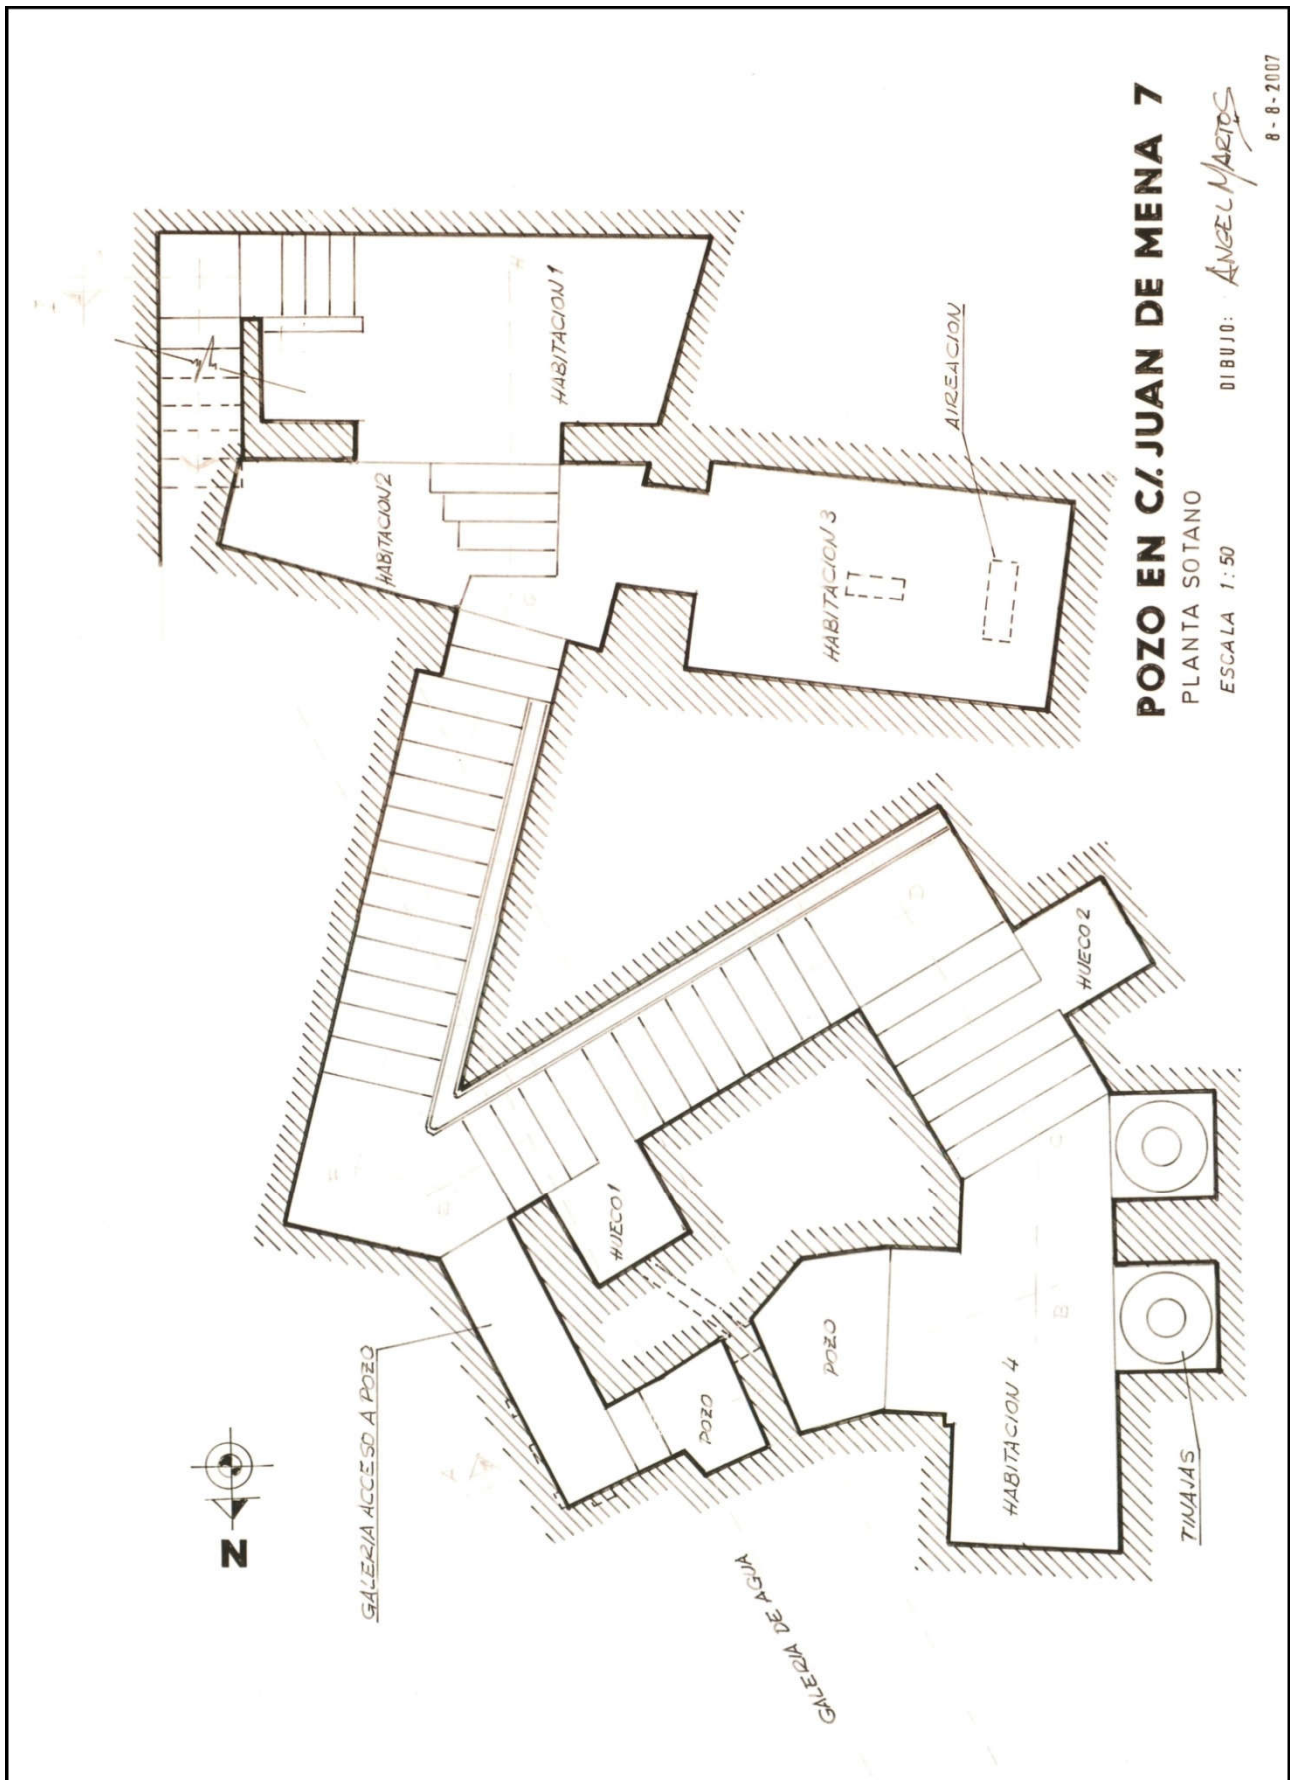 HABITACION 1
HABITACION 2
HABITACION 3
AIREACION
GALERIA ACCESO A POZO
HUECO 1
HUECO 2
POZO
POZO
HABITACION 4
TINAJAS
GALERIA DE AGUA
N
POZO EN C/. JUAN DE MENA 7
PLANTA SOTANO
ESCALA 1:50
DIBUJO: ANGEL MARTOS
8-8-2007
F
E
D
C
B
G
H
A